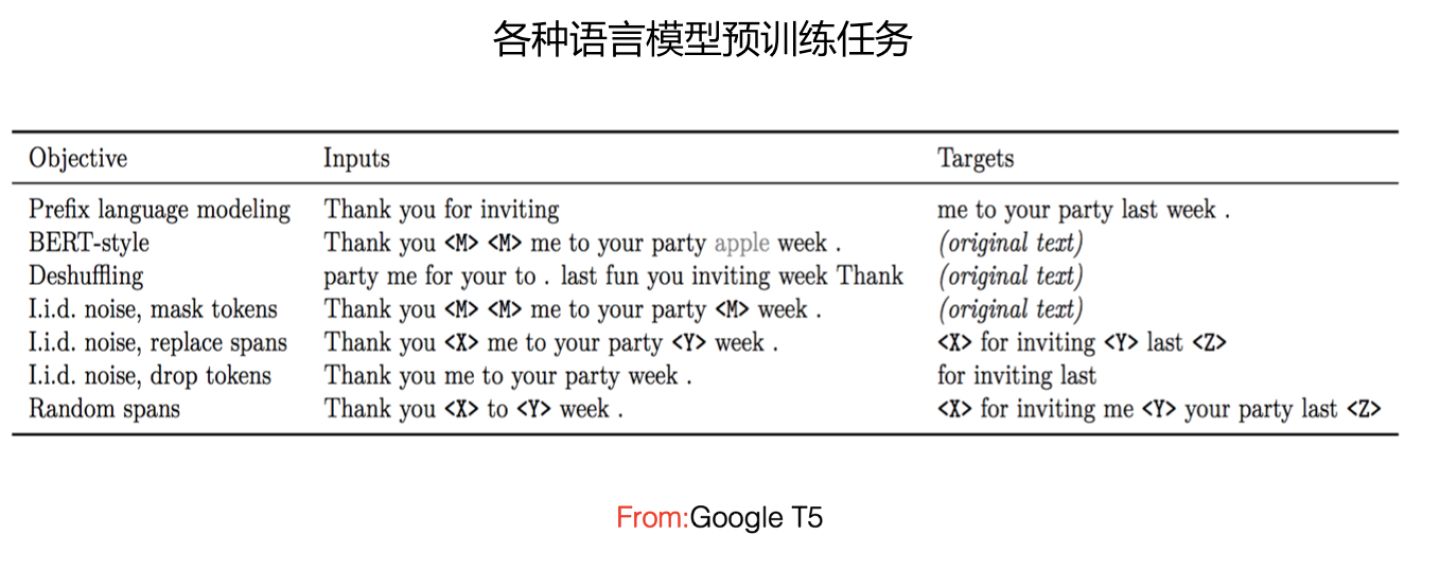 各种语言模型预训练任务
Objective Inputs Targets
Prefix language modeling Thank you for inviting me to your party last week .
BERT-style Thank you <M> <M> me to your party apple week . (original text)
Deshuffling party me for your to . last fun you inviting week Thank (original text)
I.i.d. noise, mask tokens Thank you <M> <M> me to your party <M> week . (original text)
I.i.d. noise, replace spans Thank you <X> me to your party <Y> week . <X> for inviting <Y> last <Z>
I.i.d. noise, drop tokens Thank you me to your party week . for inviting last
Random spans Thank you <X> to <Y> week . <X> for inviting me <Y> your party last <Z>
From:Google T5